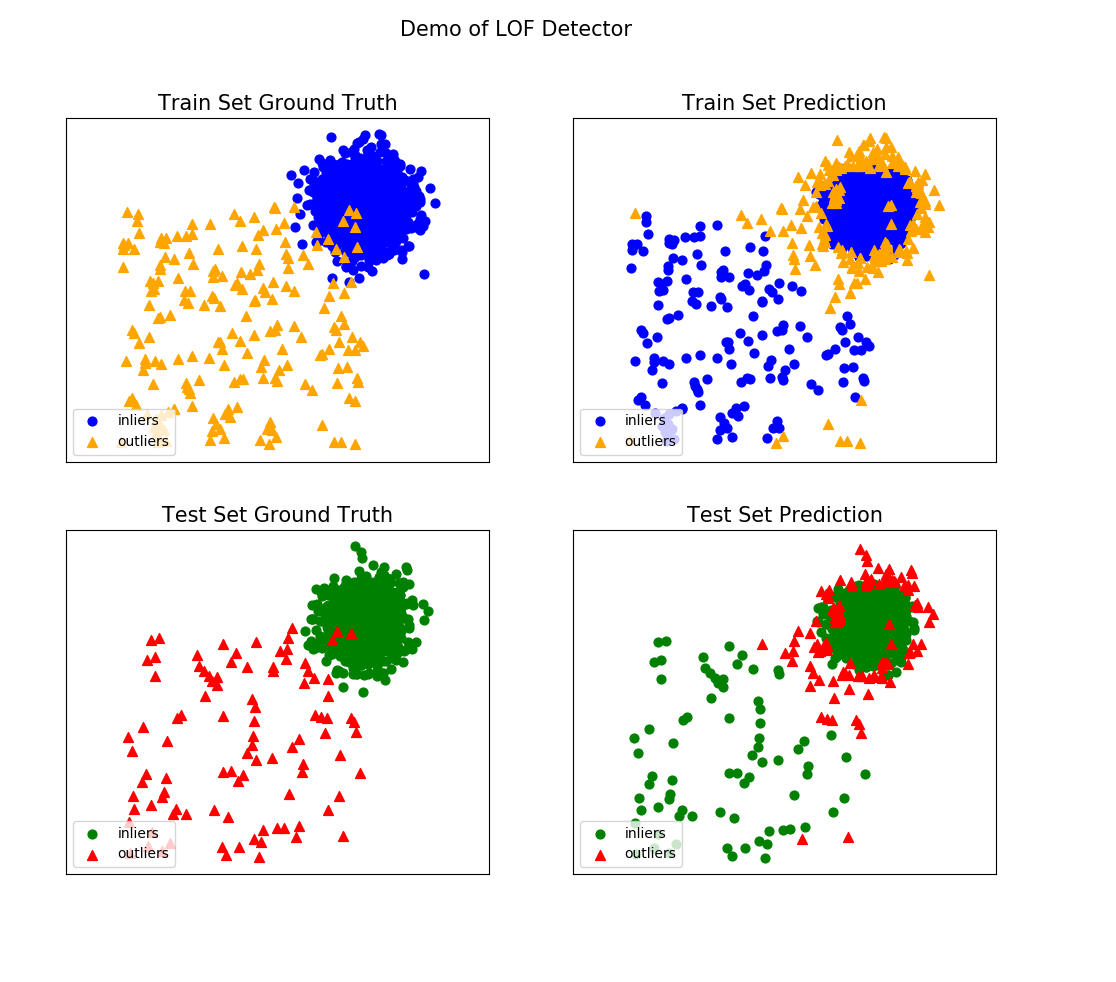 Demo of LOF Detector
Train Set Ground Truth
inliers
outliers
Train Set Prediction
inliers
outliers
Test Set Ground Truth
inliers
outliers
Test Set Prediction
inliers
outliers